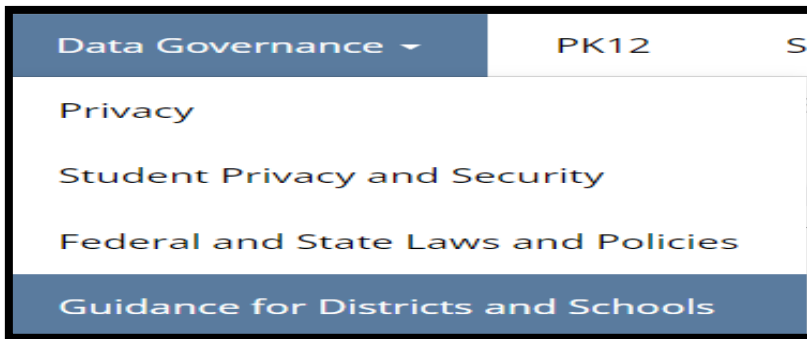 Data Governance PK12 S
Privacy
Student Privacy and Security
Federal and State Laws and Policies
Guidance for Districts and Schools